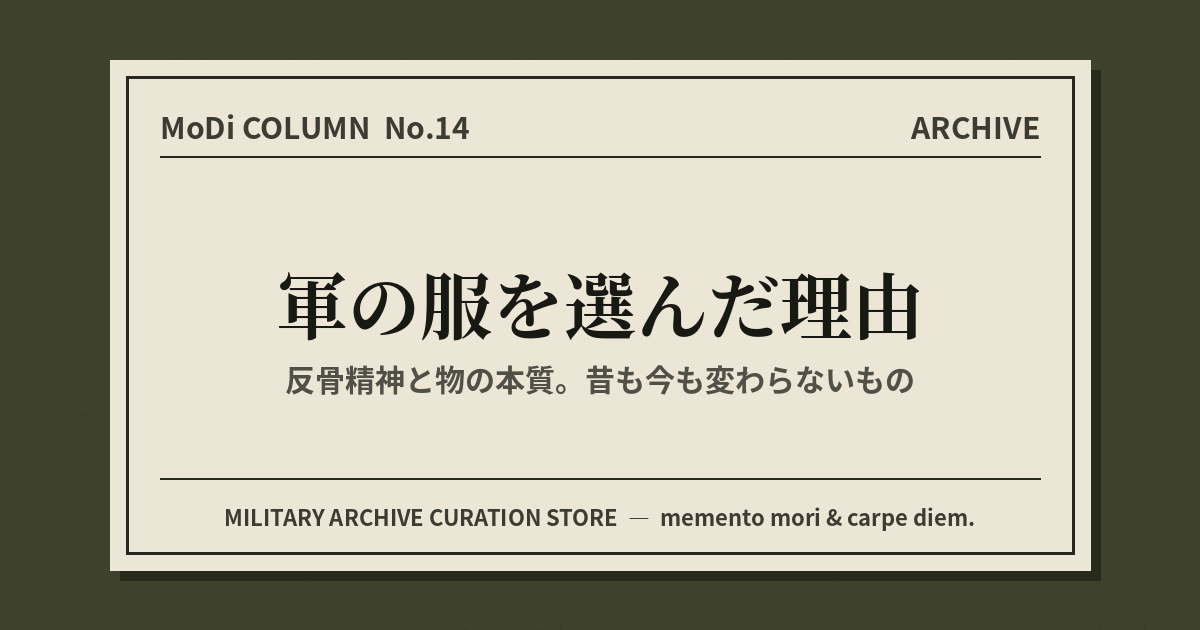 MoDi COLUMN No.14
ARCHIVE
軍の服を選んだ理由
反骨精神と物の本質。昔も今も変わらないもの
MILITARY ARCHIVE CURATION STORE — memento mori & carpe diem.